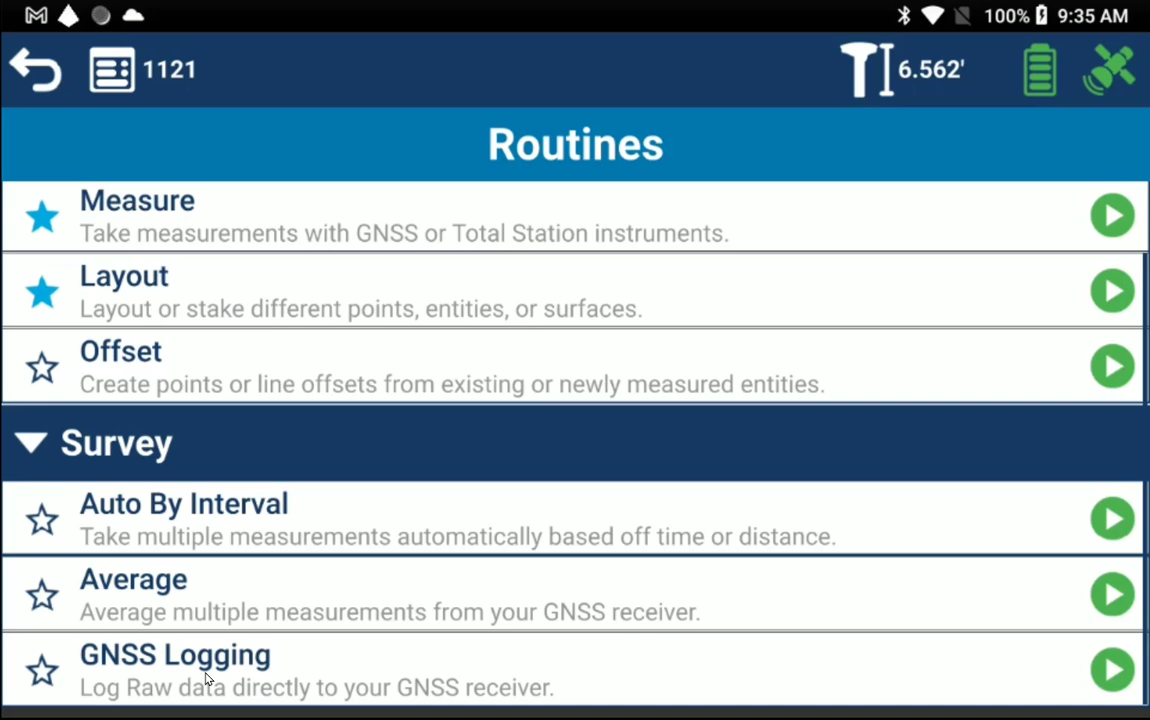 100% 9:35 AM
1121 6.562'
Routines
Measure
Take measurements with GNSS or Total Station instruments.
Layout
Layout or stake different points, entities, or surfaces.
Offset
Create points or line offsets from existing or newly measured entities.
Survey
Auto By Interval
Take multiple measurements automatically based off time or distance.
Average
Average multiple measurements from your GNSS receiver.
GNSS Logging
Log Raw data directly to your GNSS receiver.